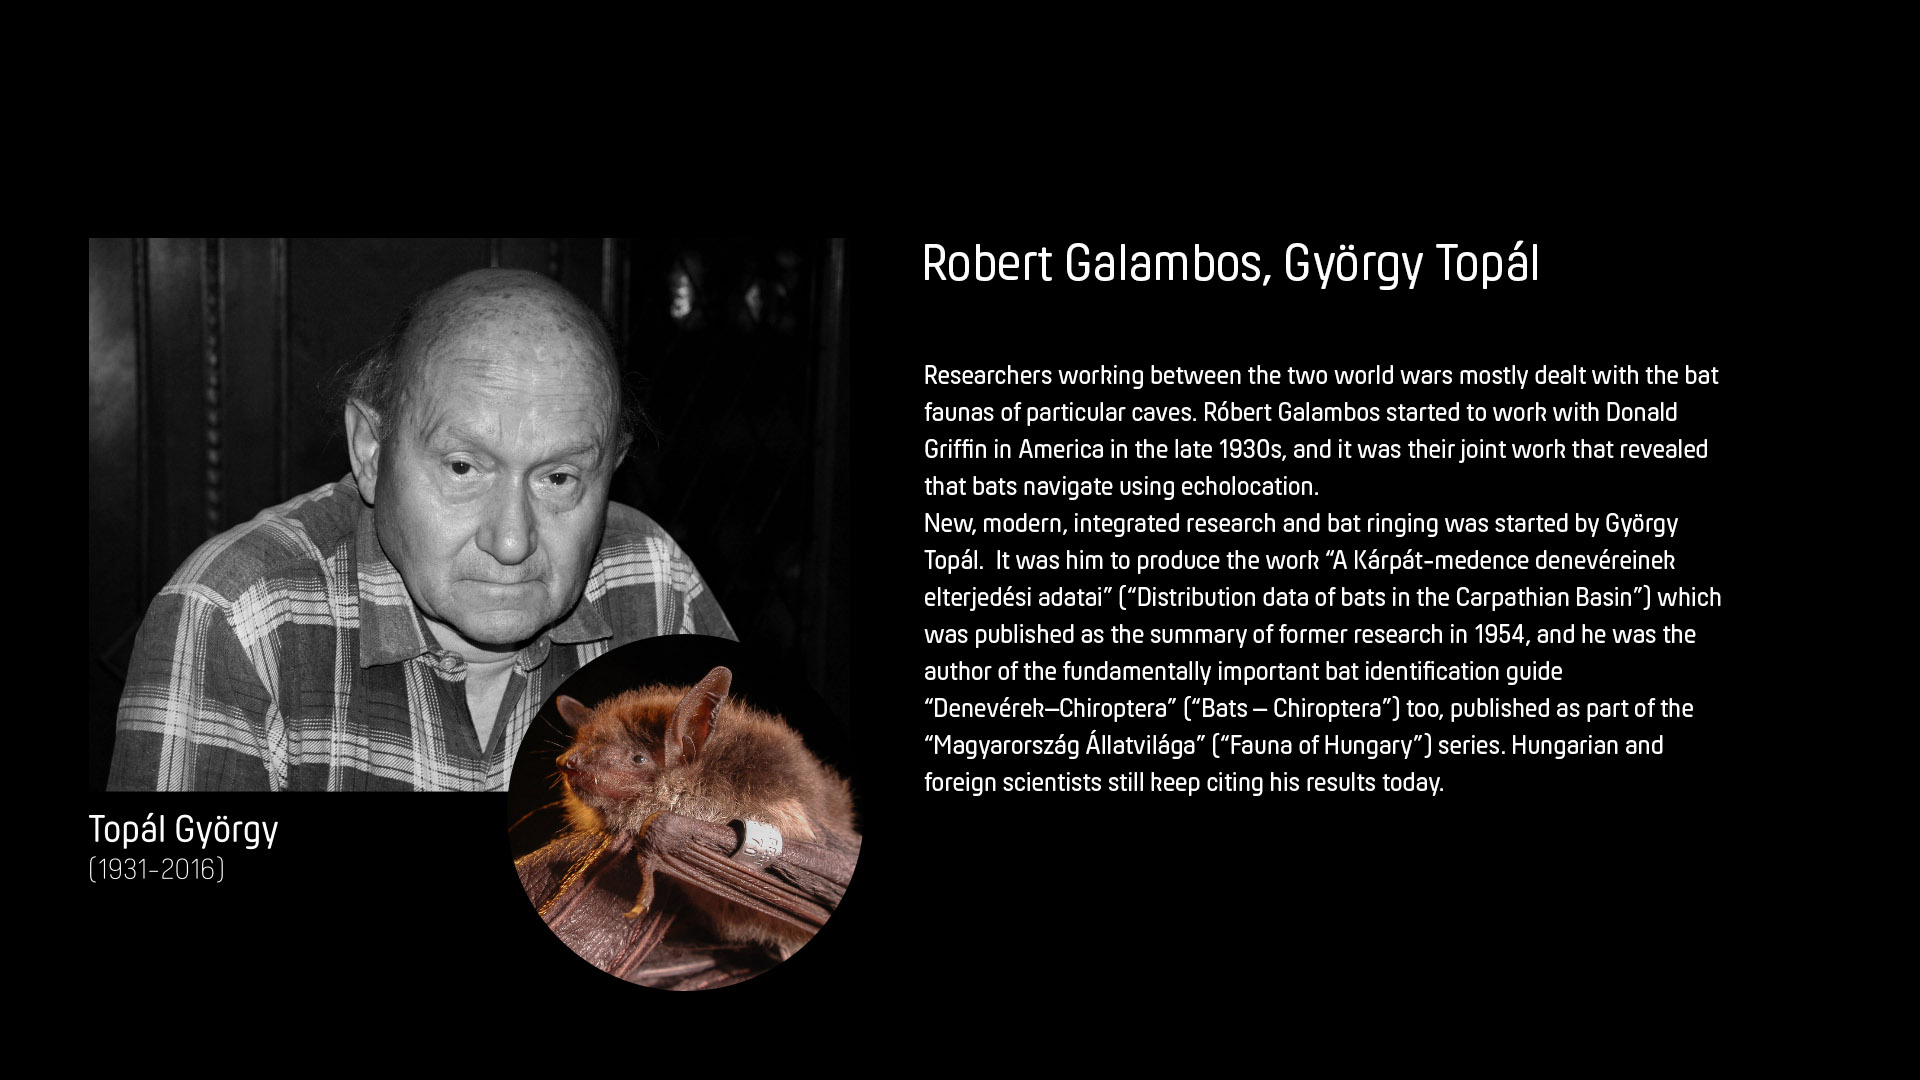 Robert Galambos, György Topál
Researchers working between the two world wars mostly dealt with the bat
faunas of particular caves. Róbert Galambos started to work with Donald
Griffin in America in the late 1930s, and it was their joint work that revealed
that bats navigate using echolocation.
New, modern, integrated research and bat ringing was started by György
Topál.  It was him to produce the work “A Kárpát-medence denevéreinek
elterjedési adatai” (“Distribution data of bats in the Carpathian Basin”) which
was published as the summary of former research in 1954, and he was the
author of the fundamentally important bat identification guide
“Denevérek–Chiroptera” (“Bats – Chiroptera”) too, published as part of the
“Magyarország Állatvilága” (“Fauna of Hungary”) series. Hungarian and
foreign scientists still keep citing his results today.
Topál György
(1931-2016)